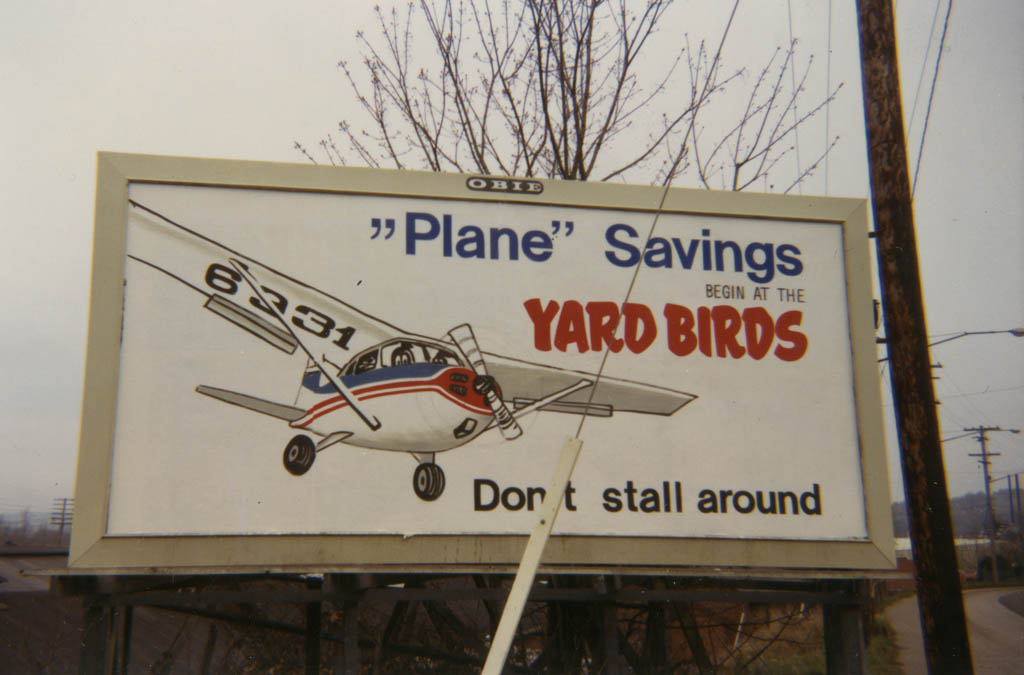 OBIE
”Plane” Savings
BEGIN AT THE
YARD BIRDS
6331
Don't stall around